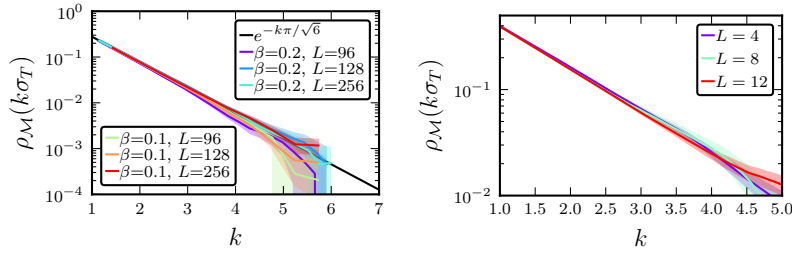 10⁰
10⁻¹
10⁻²
10⁻³
10⁻⁴
ρ_M(kσ_T)
e^{−kπ/√6}
β=0.2, L=96
β=0.2, L=128
β=0.2, L=256
β=0.1, L=96
β=0.1, L=128
β=0.1, L=256
1 2 3 4 5 6 7
k
10⁻¹
10⁻²
ρ_M(kσ_T)
L = 4
L = 8
L = 12
1.0 1.5 2.0 2.5 3.0 3.5 4.0 4.5 5.0
k